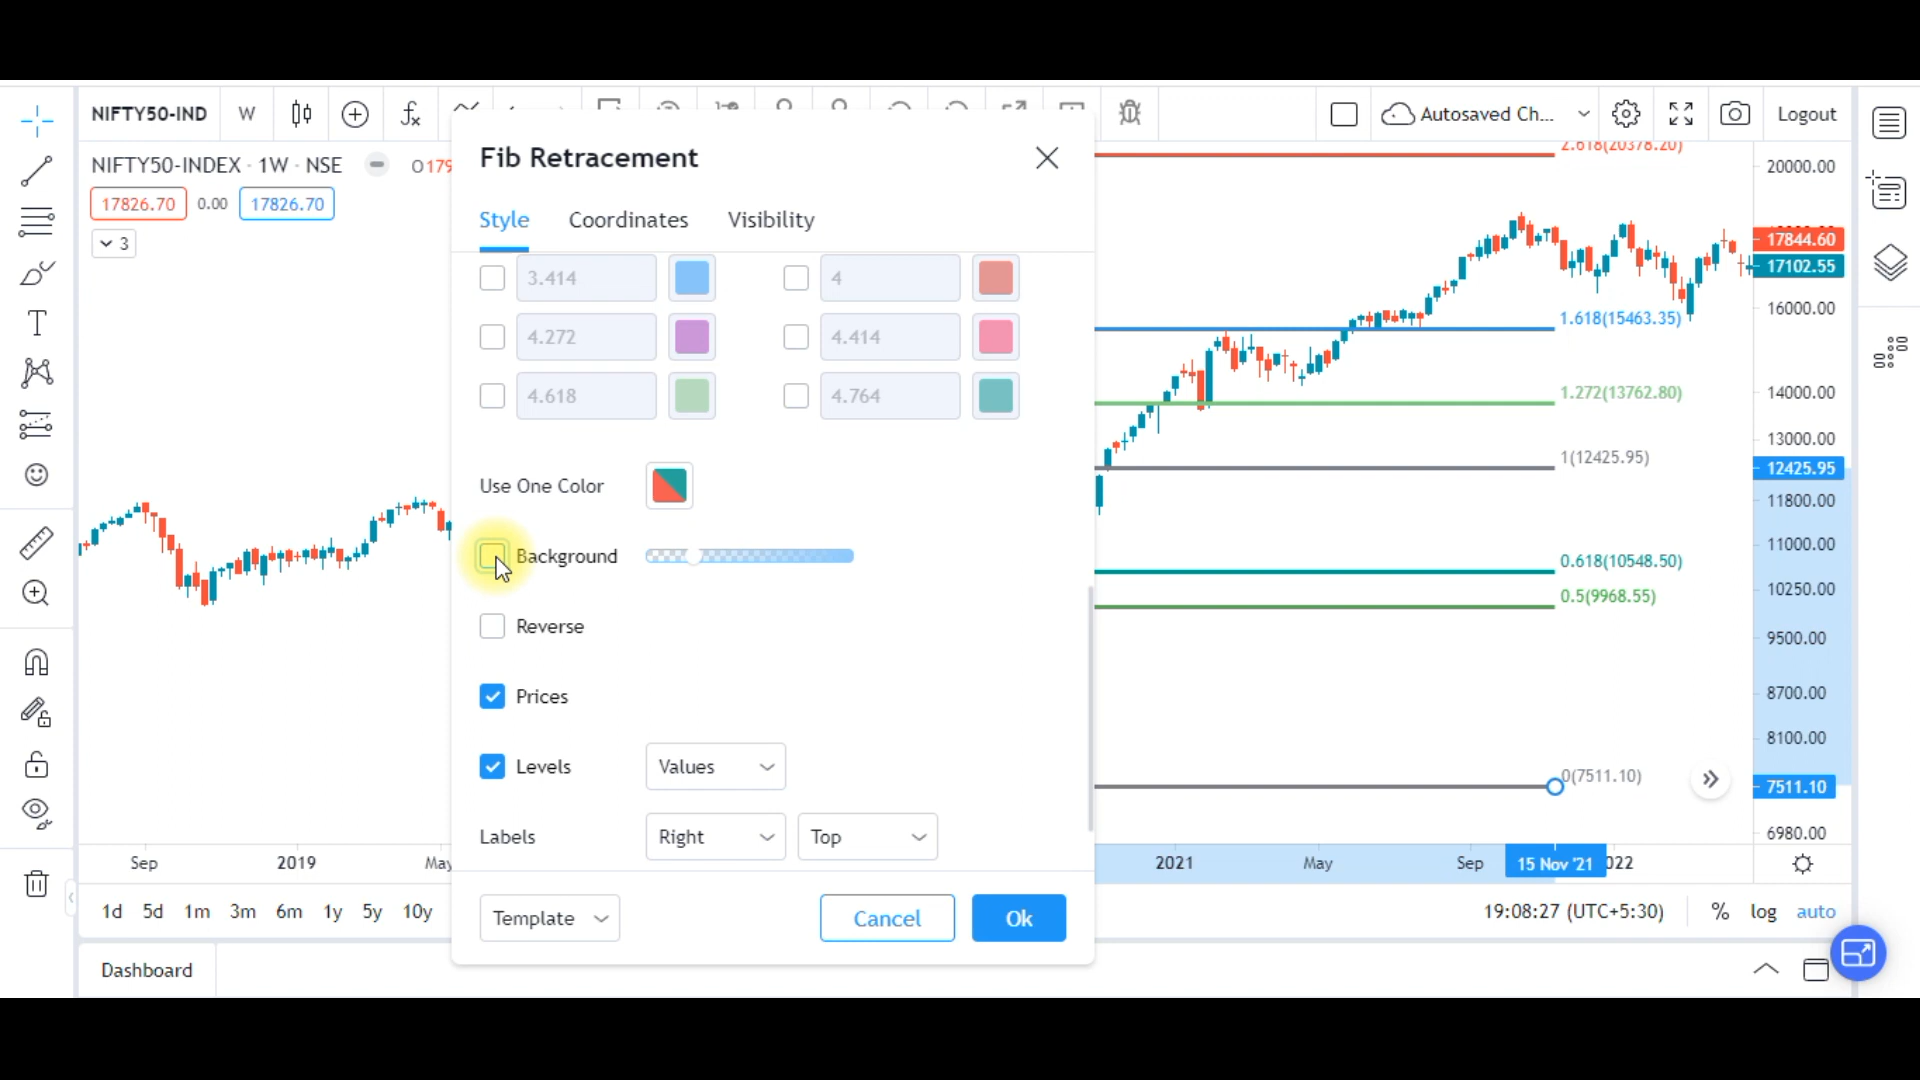 NIFTY50-IND W Autosaved Ch... Logout
NIFTY50-INDEX · 1W · NSE O179
17826.70 0.00 17826.70
3
Fib Retracement
Style Coordinates Visibility
3.414 4
4.272 4.414
4.618 4.764
Use One Color
Background
Reverse
Prices
Levels Values
Labels Right Top
Template Cancel Ok
2.618(20378.20)
1.618(15463.35)
1.272(13762.80)
1(12425.95)
0.618(10548.50)
0.5(9968.55)
0(7511.10)
20000.00
17844.60
17102.55
16000.00
14000.00
13000.00
12425.95
11800.00
11000.00
10250.00
9500.00
8700.00
8100.00
7511.10
6980.00
Sep 2019 May 2021 May Sep 15 Nov '21 022
1d 5d 1m 3m 6m 1y 5y 10y 19:08:27 (UTC+5:30) % log auto
Dashboard